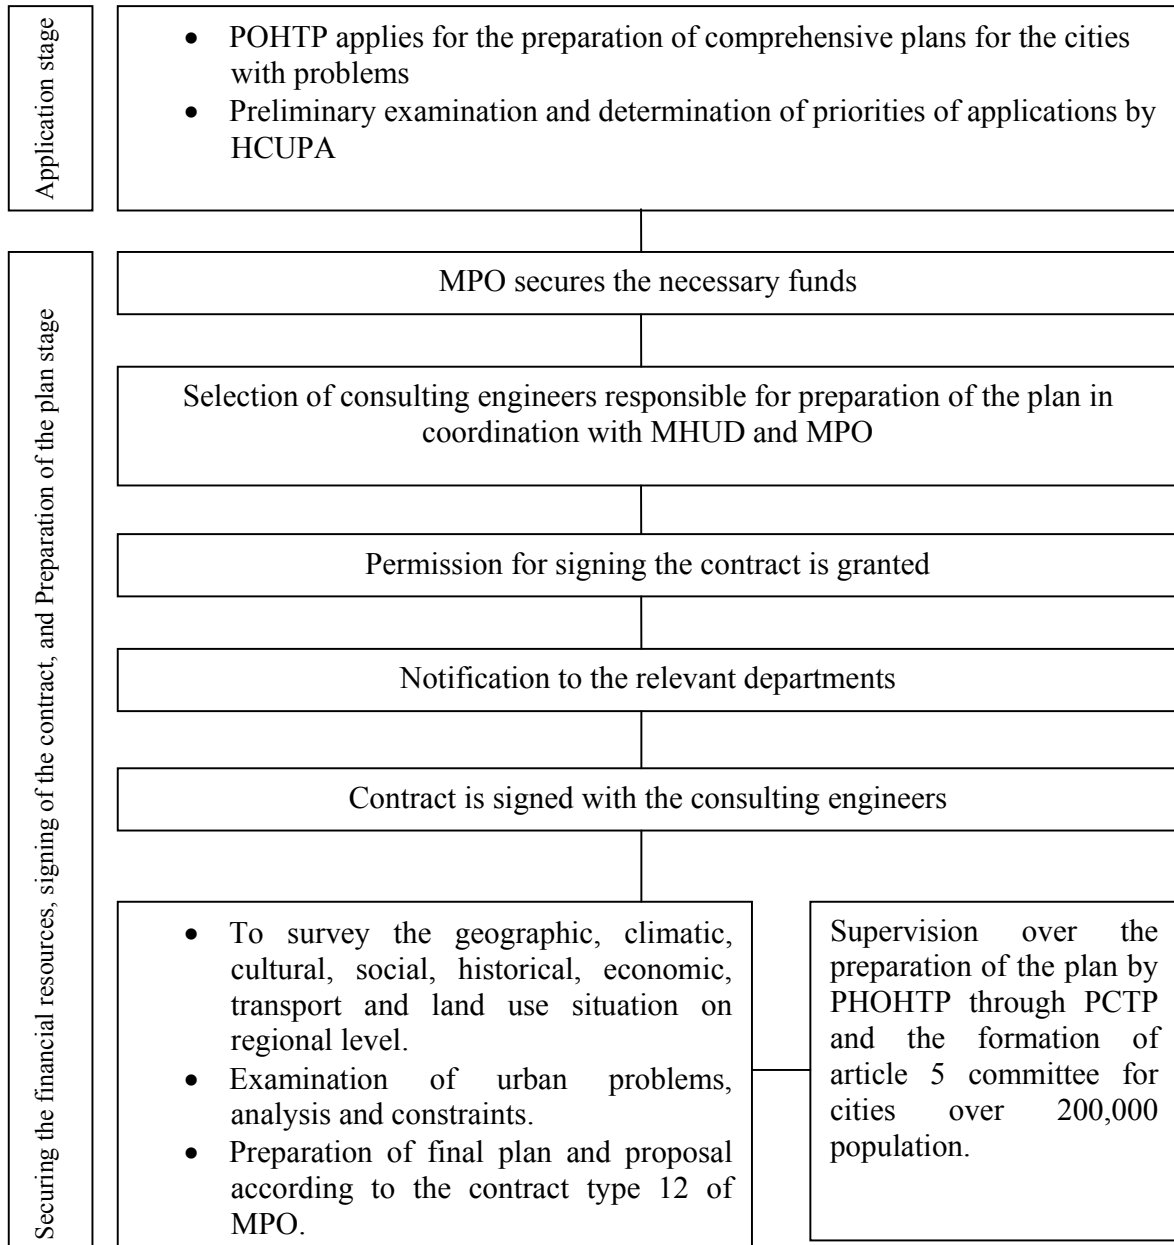 Application stage
• POHTP applies for the preparation of comprehensive plans for the cities
with problems
• Preliminary examination and determination of priorities of applications by
HCUPA
Securing the financial resources, signing of the contract, and Preparation of the plan stage
MPO secures the necessary funds
Selection of consulting engineers responsible for preparation of the plan in
coordination with MHUD and MPO
Permission for signing the contract is granted
Notification to the relevant departments
Contract is signed with the consulting engineers
• To survey the geographic, climatic,
cultural, social, historical, economic,
transport and land use situation on
regional level.
• Examination of urban problems,
analysis and constraints.
• Preparation of final plan and proposal
according to the contract type 12 of
MPO.
Supervision over the
preparation of the plan by
PHOHTP through PCTP
and the formation of
article 5 committee for
cities over 200,000
population.